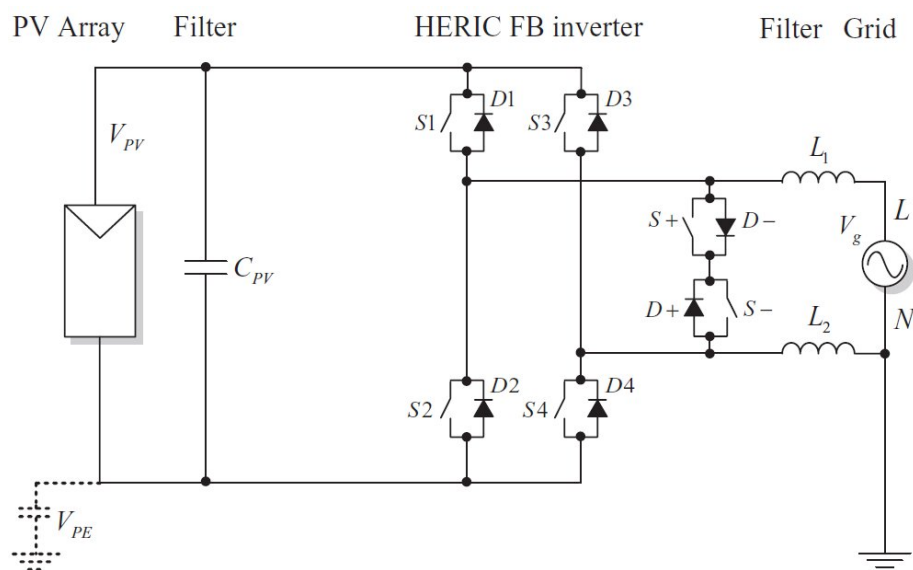 PV Array Filter HERIC FB inverter Filter Grid
D1 D3
S1 S3
V_PV
L_1
S+ D− V_g L
C_PV
D+ S− N
L_2
D2 D4
S2 S4
V_PE